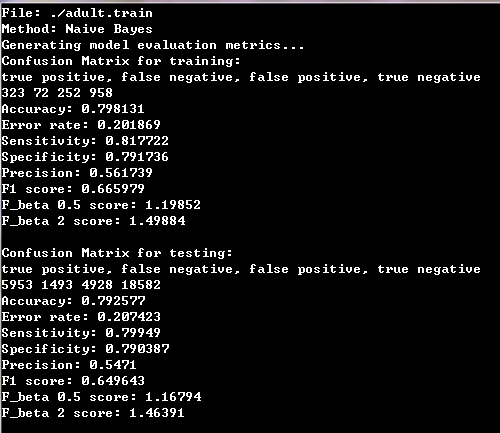 File: ./adult.train
Method: Naive Bayes
Generating model evaluation metrics...
Confusion Matrix for training:
true positive, false negative, false positive, true negative
323 72 252 958
Accuracy: 0.798131
Error rate: 0.201869
Sensitivity: 0.817722
Specificity: 0.791736
Precision: 0.561739
F1 score: 0.665979
F_beta 0.5 score: 1.19852
F_beta 2 score: 1.49884
Confusion Matrix for testing:
true positive, false negative, false positive, true negative
5953 1493 4928 18582
Accuracy: 0.792577
Error rate: 0.207423
Sensitivity: 0.79949
Specificity: 0.790387
Precision: 0.5471
F1 score: 0.649643
F_beta 0.5 score: 1.16794
F_beta 2 score: 1.46391